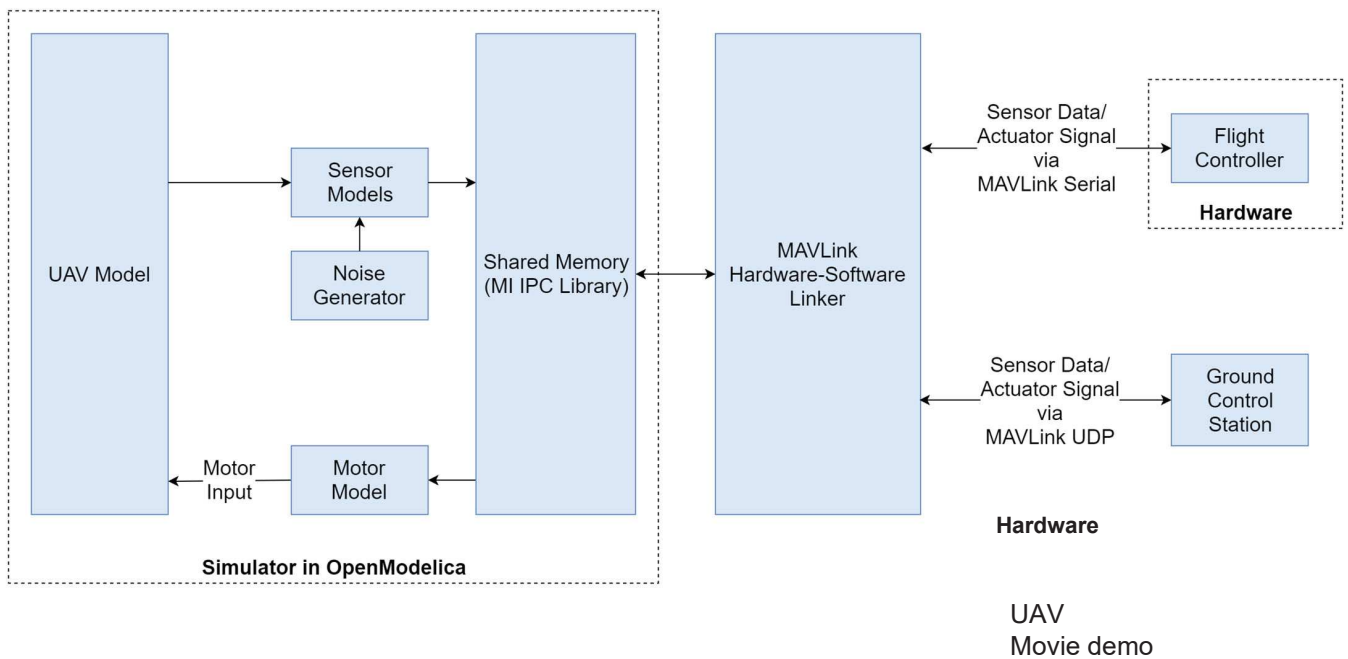 UAV Model
Sensor
Models
Noise
Generator
Motor
Input
Motor
Model
Shared Memory
(MI IPC Library)
Simulator in OpenModelica
MAVLink
Hardware-Software
Linker
Sensor Data/
Actuator Signal
via
MAVLink Serial
Flight
Controller
Hardware
Sensor Data/
Actuator Signal
via
MAVLink UDP
Ground
Control
Station
Hardware
UAV
Movie demo